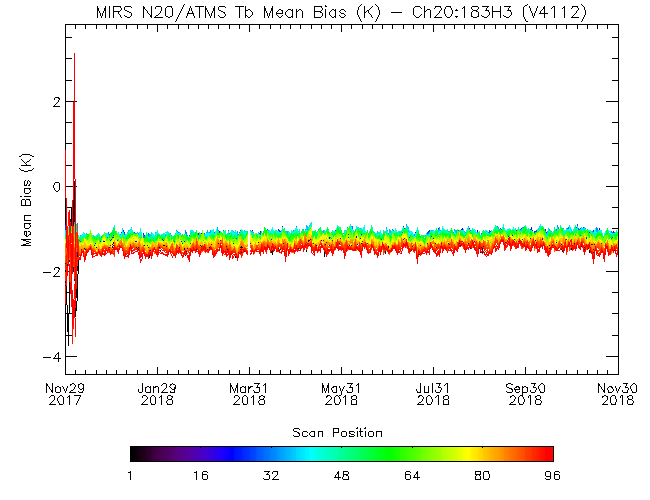 MIRS N20/ATMS Tb Mean Bias (K) - Ch20:183H3 (V4112)
Mean Bias (K)
2
0
-2
-4
Nov29 Jan29 Mar31 May31 Jul31 Sep30 Nov30
2017 2018 2018 2018 2018 2018 2018
Scan Position
1 16 32 48 64 80 96